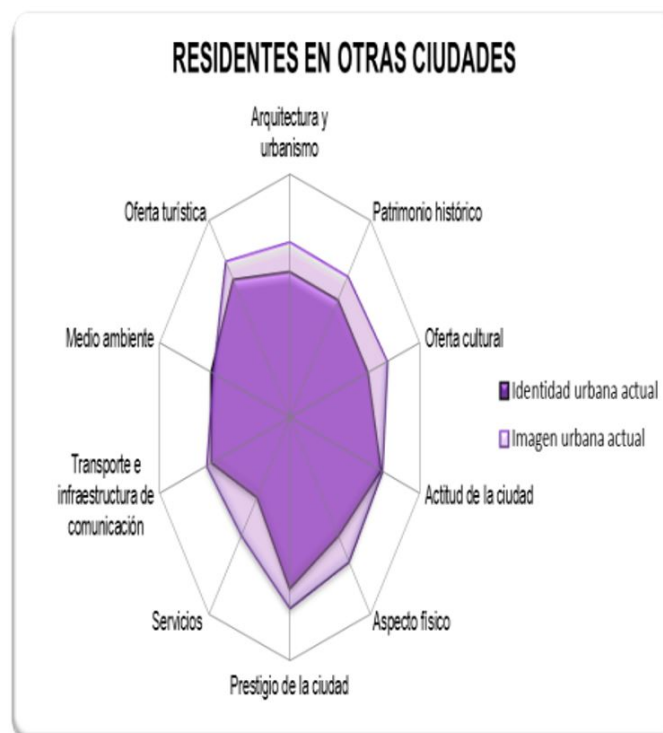 RESIDENTES EN OTRAS CIUDADES
Arquitectura y
urbanismo
Oferta turística
Patrimonio histórico
Medio ambiente
Oferta cultural
Identidad urbana actual
Imagen urbana actual
Transporte e
infraestructura de
comunicación
Actitud de la ciudad
Servicios
Aspecto físico
Prestigio de la ciudad